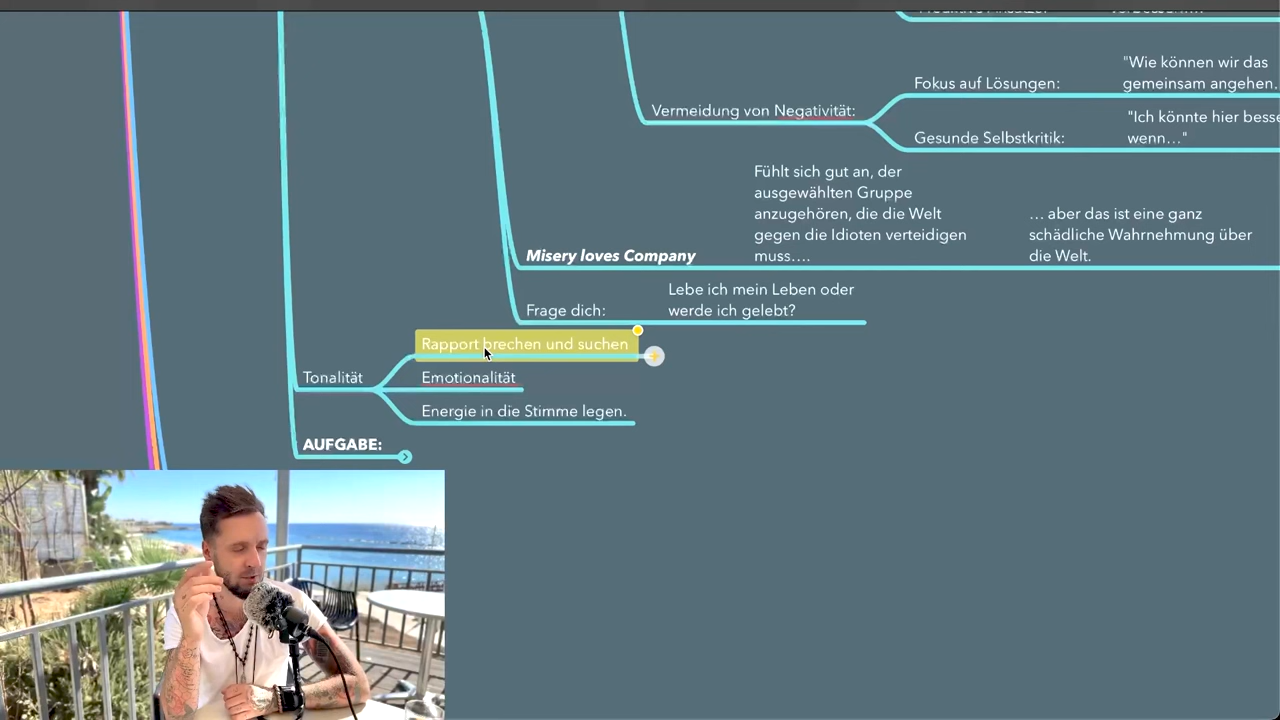 "Wie können wir das
gemeinsam angehen.
Fokus auf Lösungen:
Vermeidung von Negativität:
"Ich könnte hier
wenn…"
Gesunde Selbstkritik:
Fühlt sich gut an, der
ausgewählten Gruppe
anzugehören, die die Welt
gegen die Idioten verteidigen
muss….
… aber das ist eine ganz
schädliche Wahrnehmung über
die Welt.
Misery loves Company
Lebe ich mein Leben oder
werde ich gelebt?
Frage dich:
Rapport brechen und suchen
Tonalität
Emotionalität
Energie in die Stimme legen.
AUFGABE: